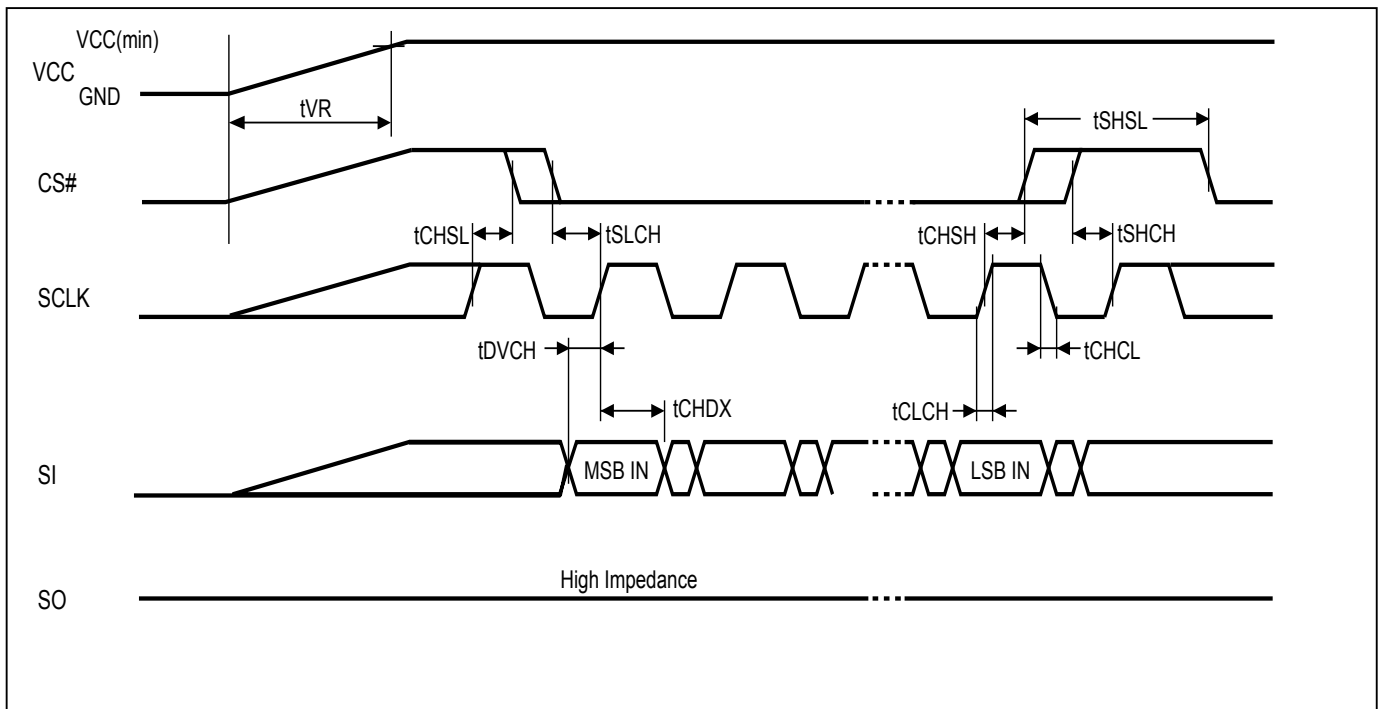 VCC(min)
VCC
GND
tVR
tSHSL
CS#
tCHSL
tSLCH
tCHSH
tSHCH
SCLK
tDVCH
tCHCL
tCHDX
tCLCH
SI
MSB IN
LSB IN
High Impedance
SO